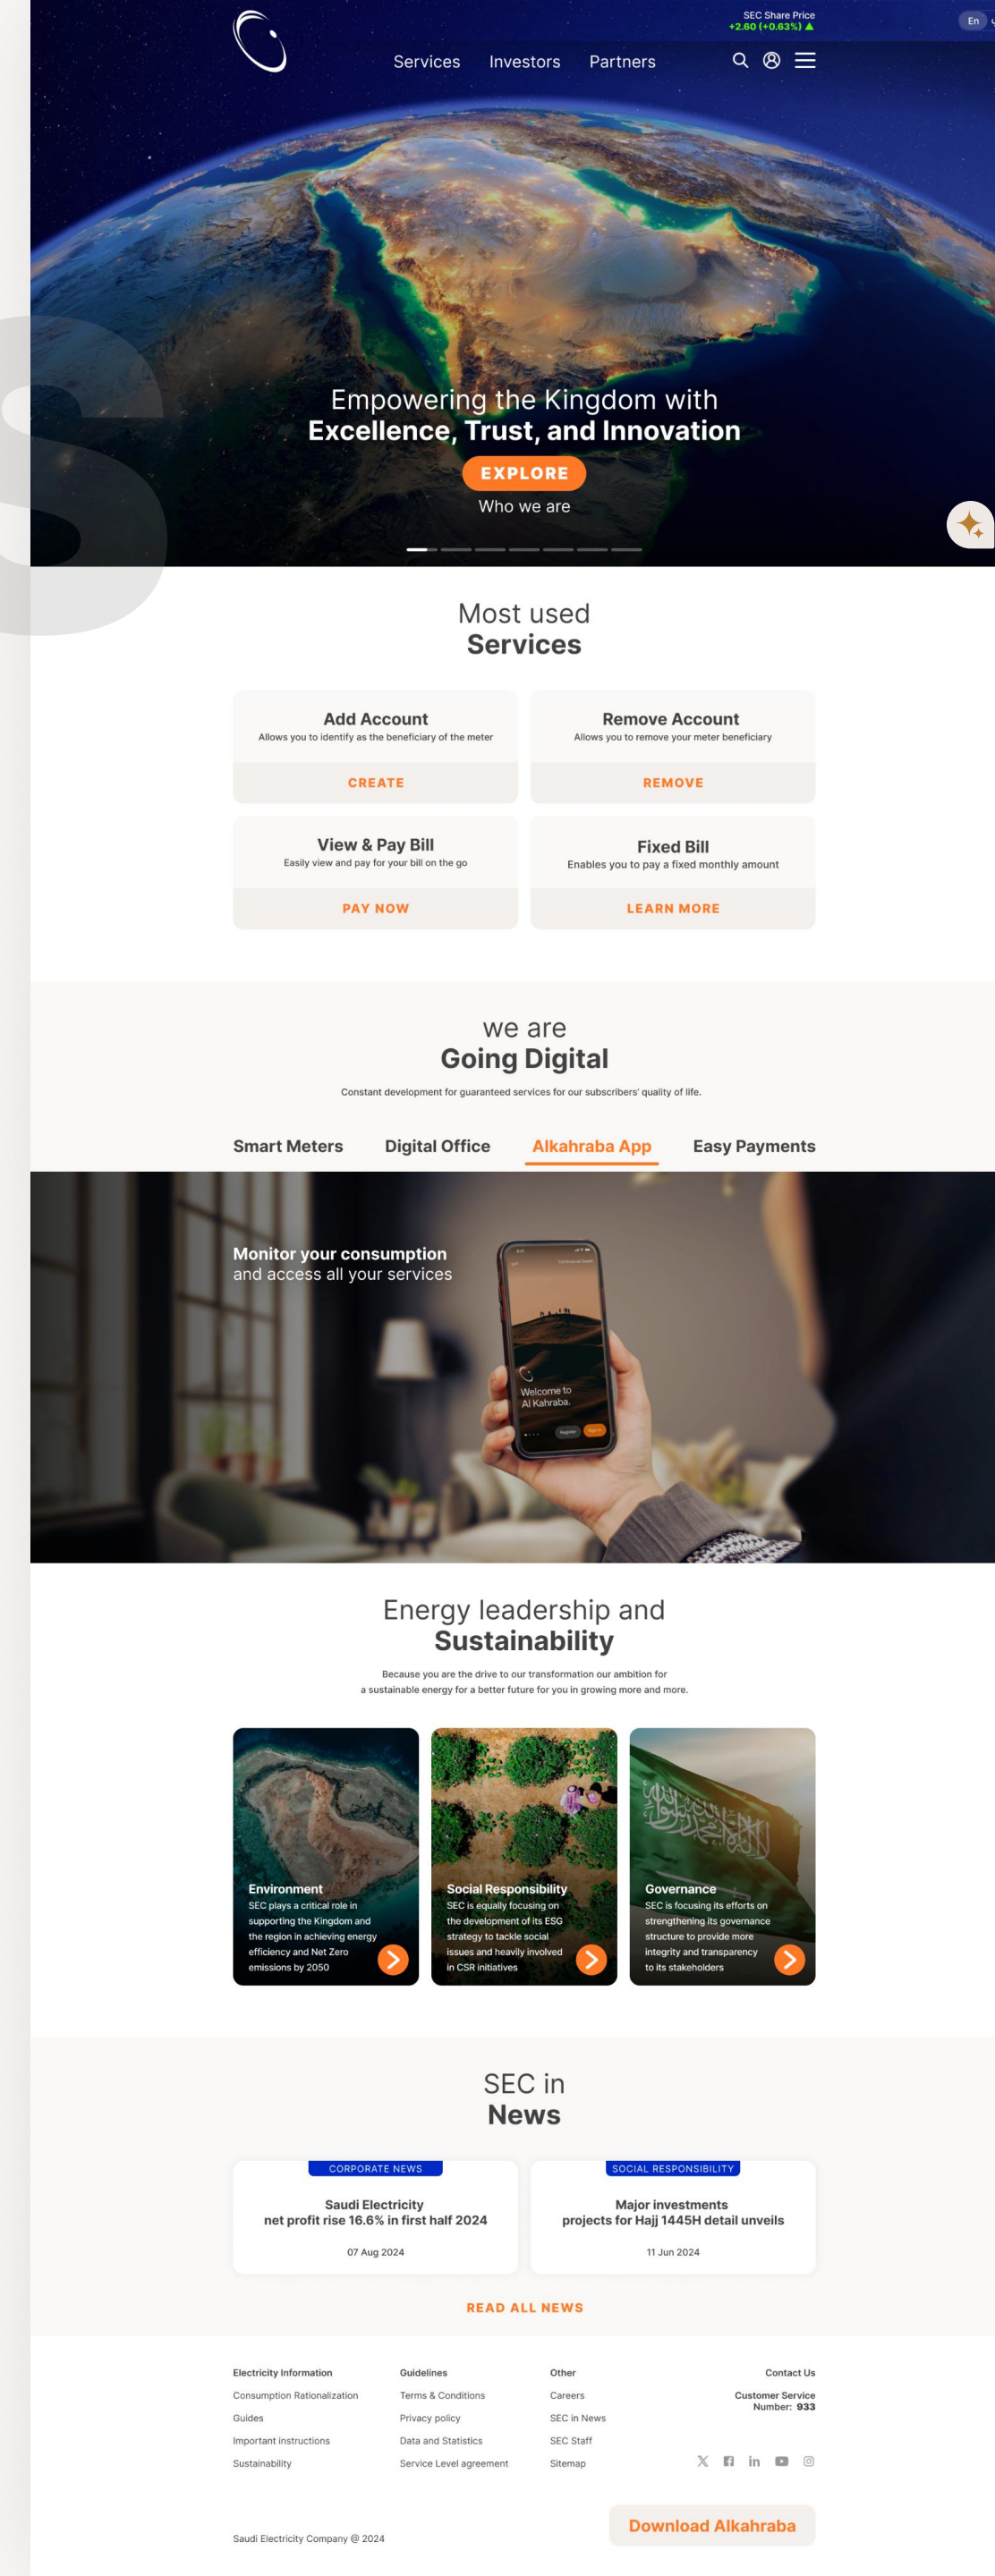 S
SEC Share Price
+2.60 (+0.63%) ▲
En
Services Investors Partners
Empowering the Kingdom with
Excellence, Trust, and Innovation
EXPLORE
Who we are
Most used
Services
Add Account
Allows you to identify as the beneficiary of the meter
CREATE
Remove Account
Allows you to remove your meter beneficiary
REMOVE
View & Pay Bill
Easily view and pay for your bill on the go
PAY NOW
Fixed Bill
Enables you to pay a fixed monthly amount
LEARN MORE
we are
Going Digital
Constant development for guaranteed services for our subscribers' quality of life.
Smart Meters Digital Office Alkahraba App Easy Payments
Monitor your consumption
and access all your services
Continue as Guest
Welcome to
Al Kahraba.
Register Sign in
Energy leadership and
Sustainability
Because you are the drive to our transformation our ambition for
a sustainable energy for a better future for you in growing more and more.
Environment
SEC plays a critical role in
supporting the Kingdom and
the region in achieving energy
efficiency and Net Zero
emissions by 2050
Social Responsibility
SEC is equally focusing on
the development of its ESG
strategy to tackle social
issues and heavily involved
in CSR initiatives
Governance
SEC is focusing its efforts on
strengthening its governance
structure to provide more
integrity and transparency
to its stakeholders
SEC in
News
CORPORATE NEWS
Saudi Electricity
net profit rise 16.6% in first half 2024
07 Aug 2024
SOCIAL RESPONSIBILITY
Major investments
projects for Hajj 1445H detail unveils
11 Jun 2024
READ ALL NEWS
Electricity Information
Consumption Rationalization
Guides
Important instructions
Sustainability
Guidelines
Terms & Conditions
Privacy policy
Data and Statistics
Service Level agreement
Other
Careers
SEC in News
SEC Staff
Sitemap
Contact Us
Customer Service
Number: 933
Download Alkahraba
Saudi Electricity Company @ 2024